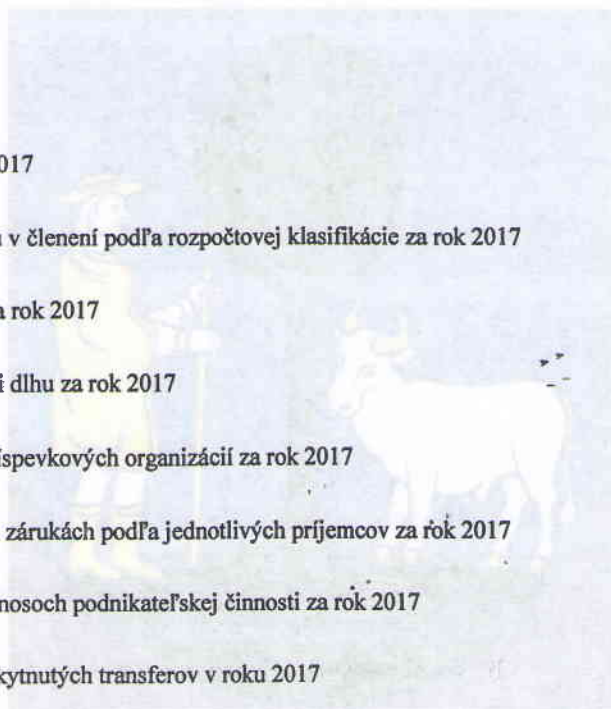 017
v členení podľa rozpočtovej klasifikácie za rok 2017
rok 2017
dlhu za rok 2017
íspevkových organizácií za rok 2017
zárukách podľa jednotlivých príjemcov za rok 2017
nosoch podnikateľskej činnosti za rok 2017
kytnutých transferov v roku 2017